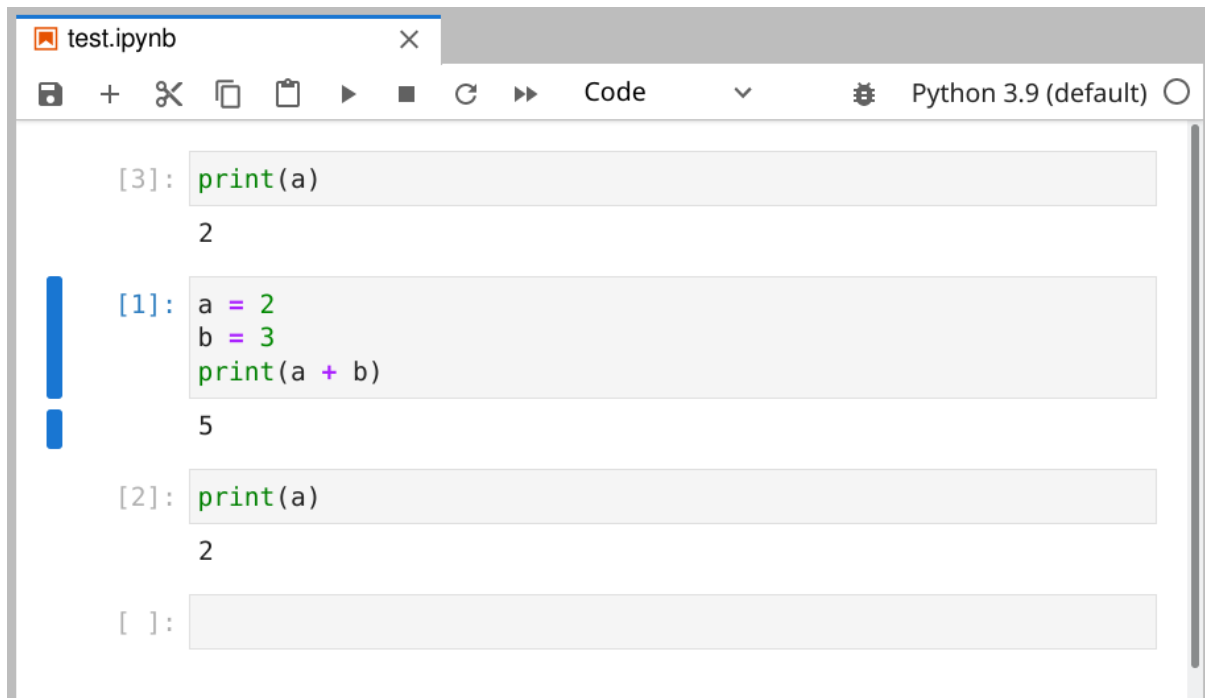 test.ipynb
Code Python 3.9 (default)
[3]: print(a)
2
[1]: a = 2
b = 3
print(a + b)
5
[2]: print(a)
2
[ ]: